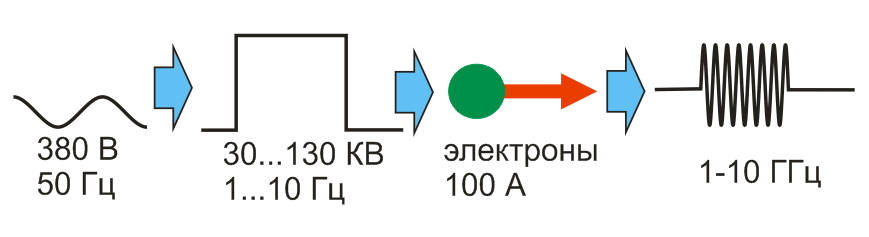 380 В
50 Гц
30...130 КВ
1...10 Гц
электроны
100 А
1-10 ГГц